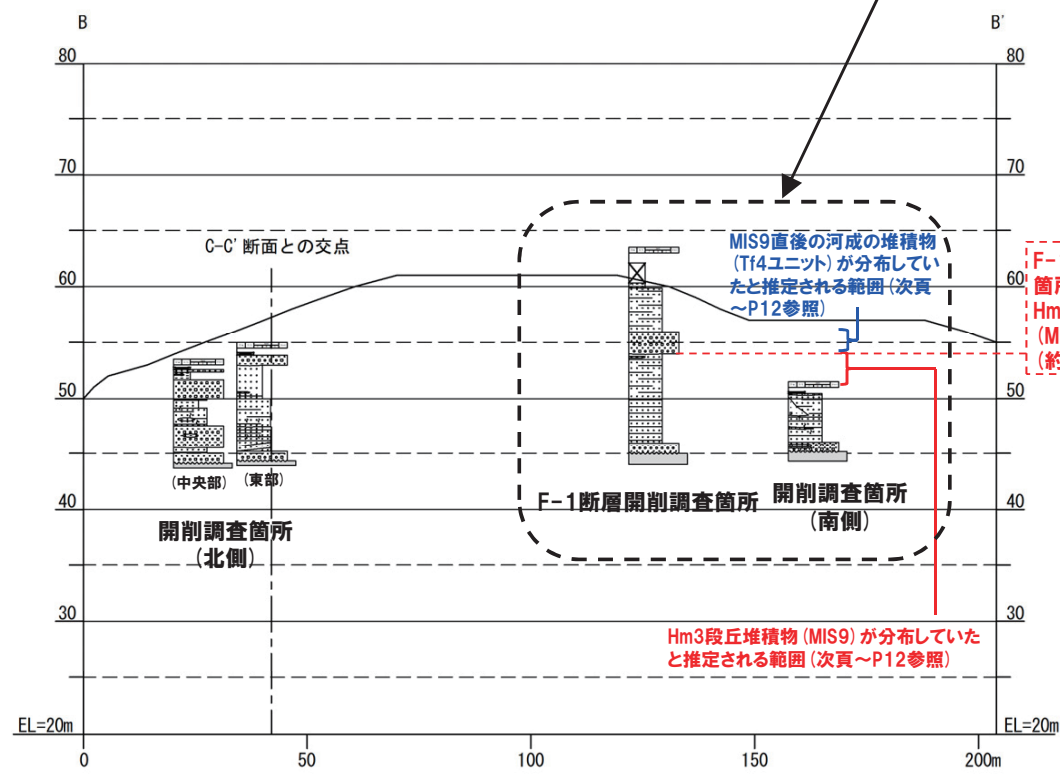 B
B'
80
80
70
70
C-C' 断面との交点
MIS9直後の河成の堆積物
(Tf4ユニット)が分布してい
たと推定される範囲(次頁
～P12参照)
60
60
F-
箇所
Hm
(M
(約
50
50
(中央部)
(東部)
開削調査箇所
(北側)
F-1断層開削調査箇所
開削調査箇所
(南側)
40
40
30
30
Hm3段丘堆積物(MIS9)が分布していた
と推定される範囲(次頁～P12参照)
EL=20m
EL=20m
0
50
100
150
200m